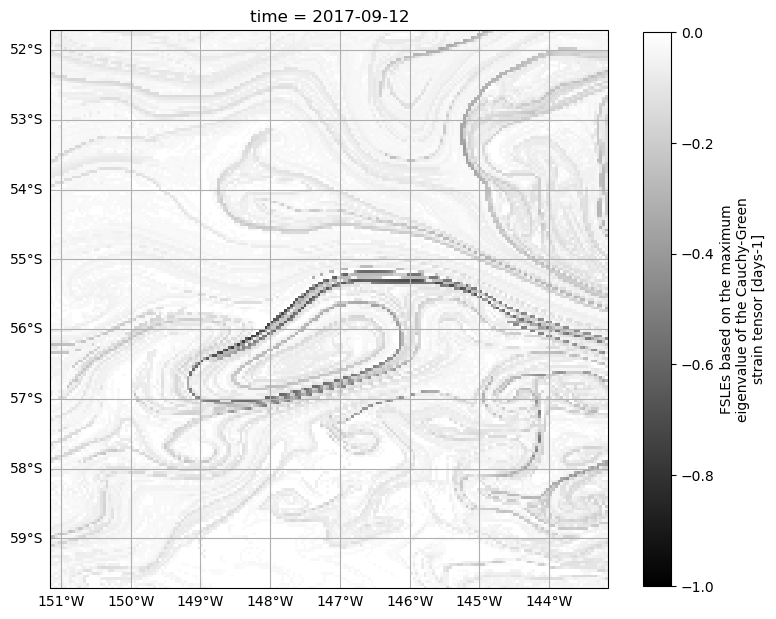 time = 2017-09-12
52°S
53°S
54°S
55°S
56°S
57°S
58°S
59°S
151°W 150°W 149°W 148°W 147°W 146°W 145°W 144°W
0.0
−0.2
−0.4
−0.6
−0.8
−1.0
FSLEs based on the maximum
eigenvalue of the Cauchy-Green
strain tensor [days-1]